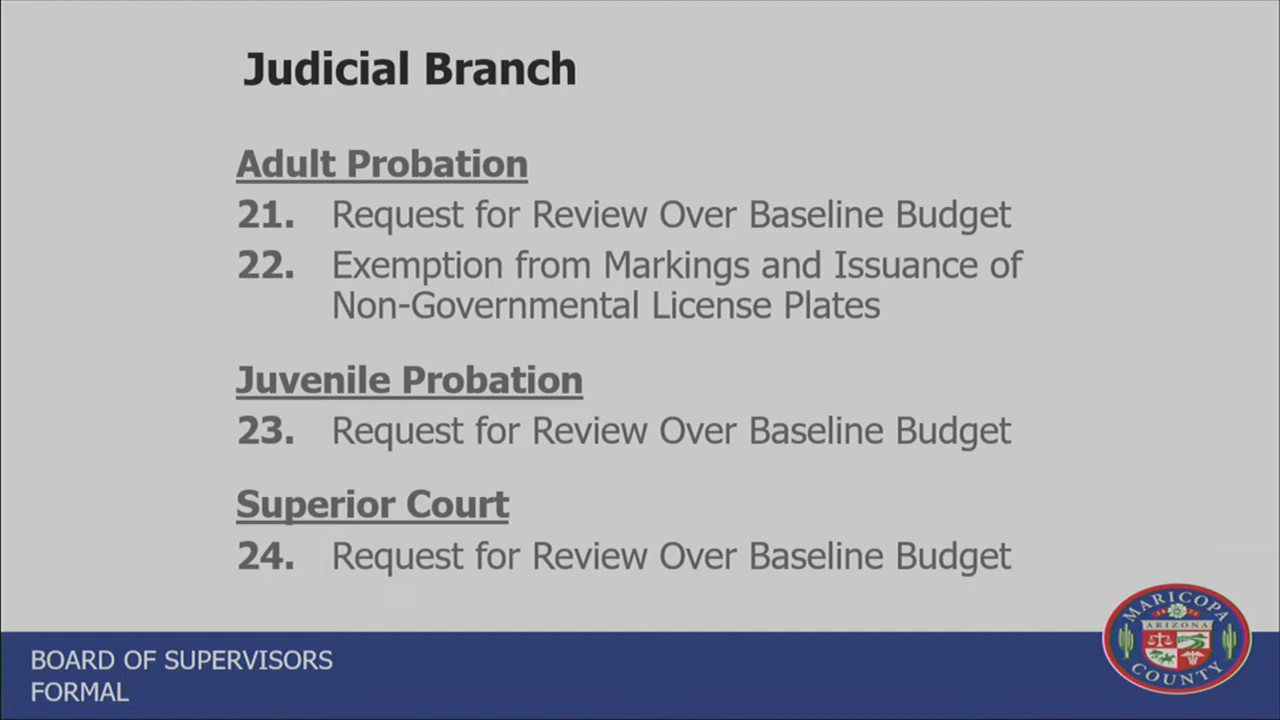 Judicial Branch
Adult Probation
21. Request for Review Over Baseline Budget
22. Exemption from Markings and Issuance of
Non-Governmental License Plates
Juvenile Probation
23. Request for Review Over Baseline Budget
Superior Court
24. Request for Review Over Baseline Budget
BOARD OF SUPERVISORS
FORMAL
MARICOPA
ARIZONA
COUNTY